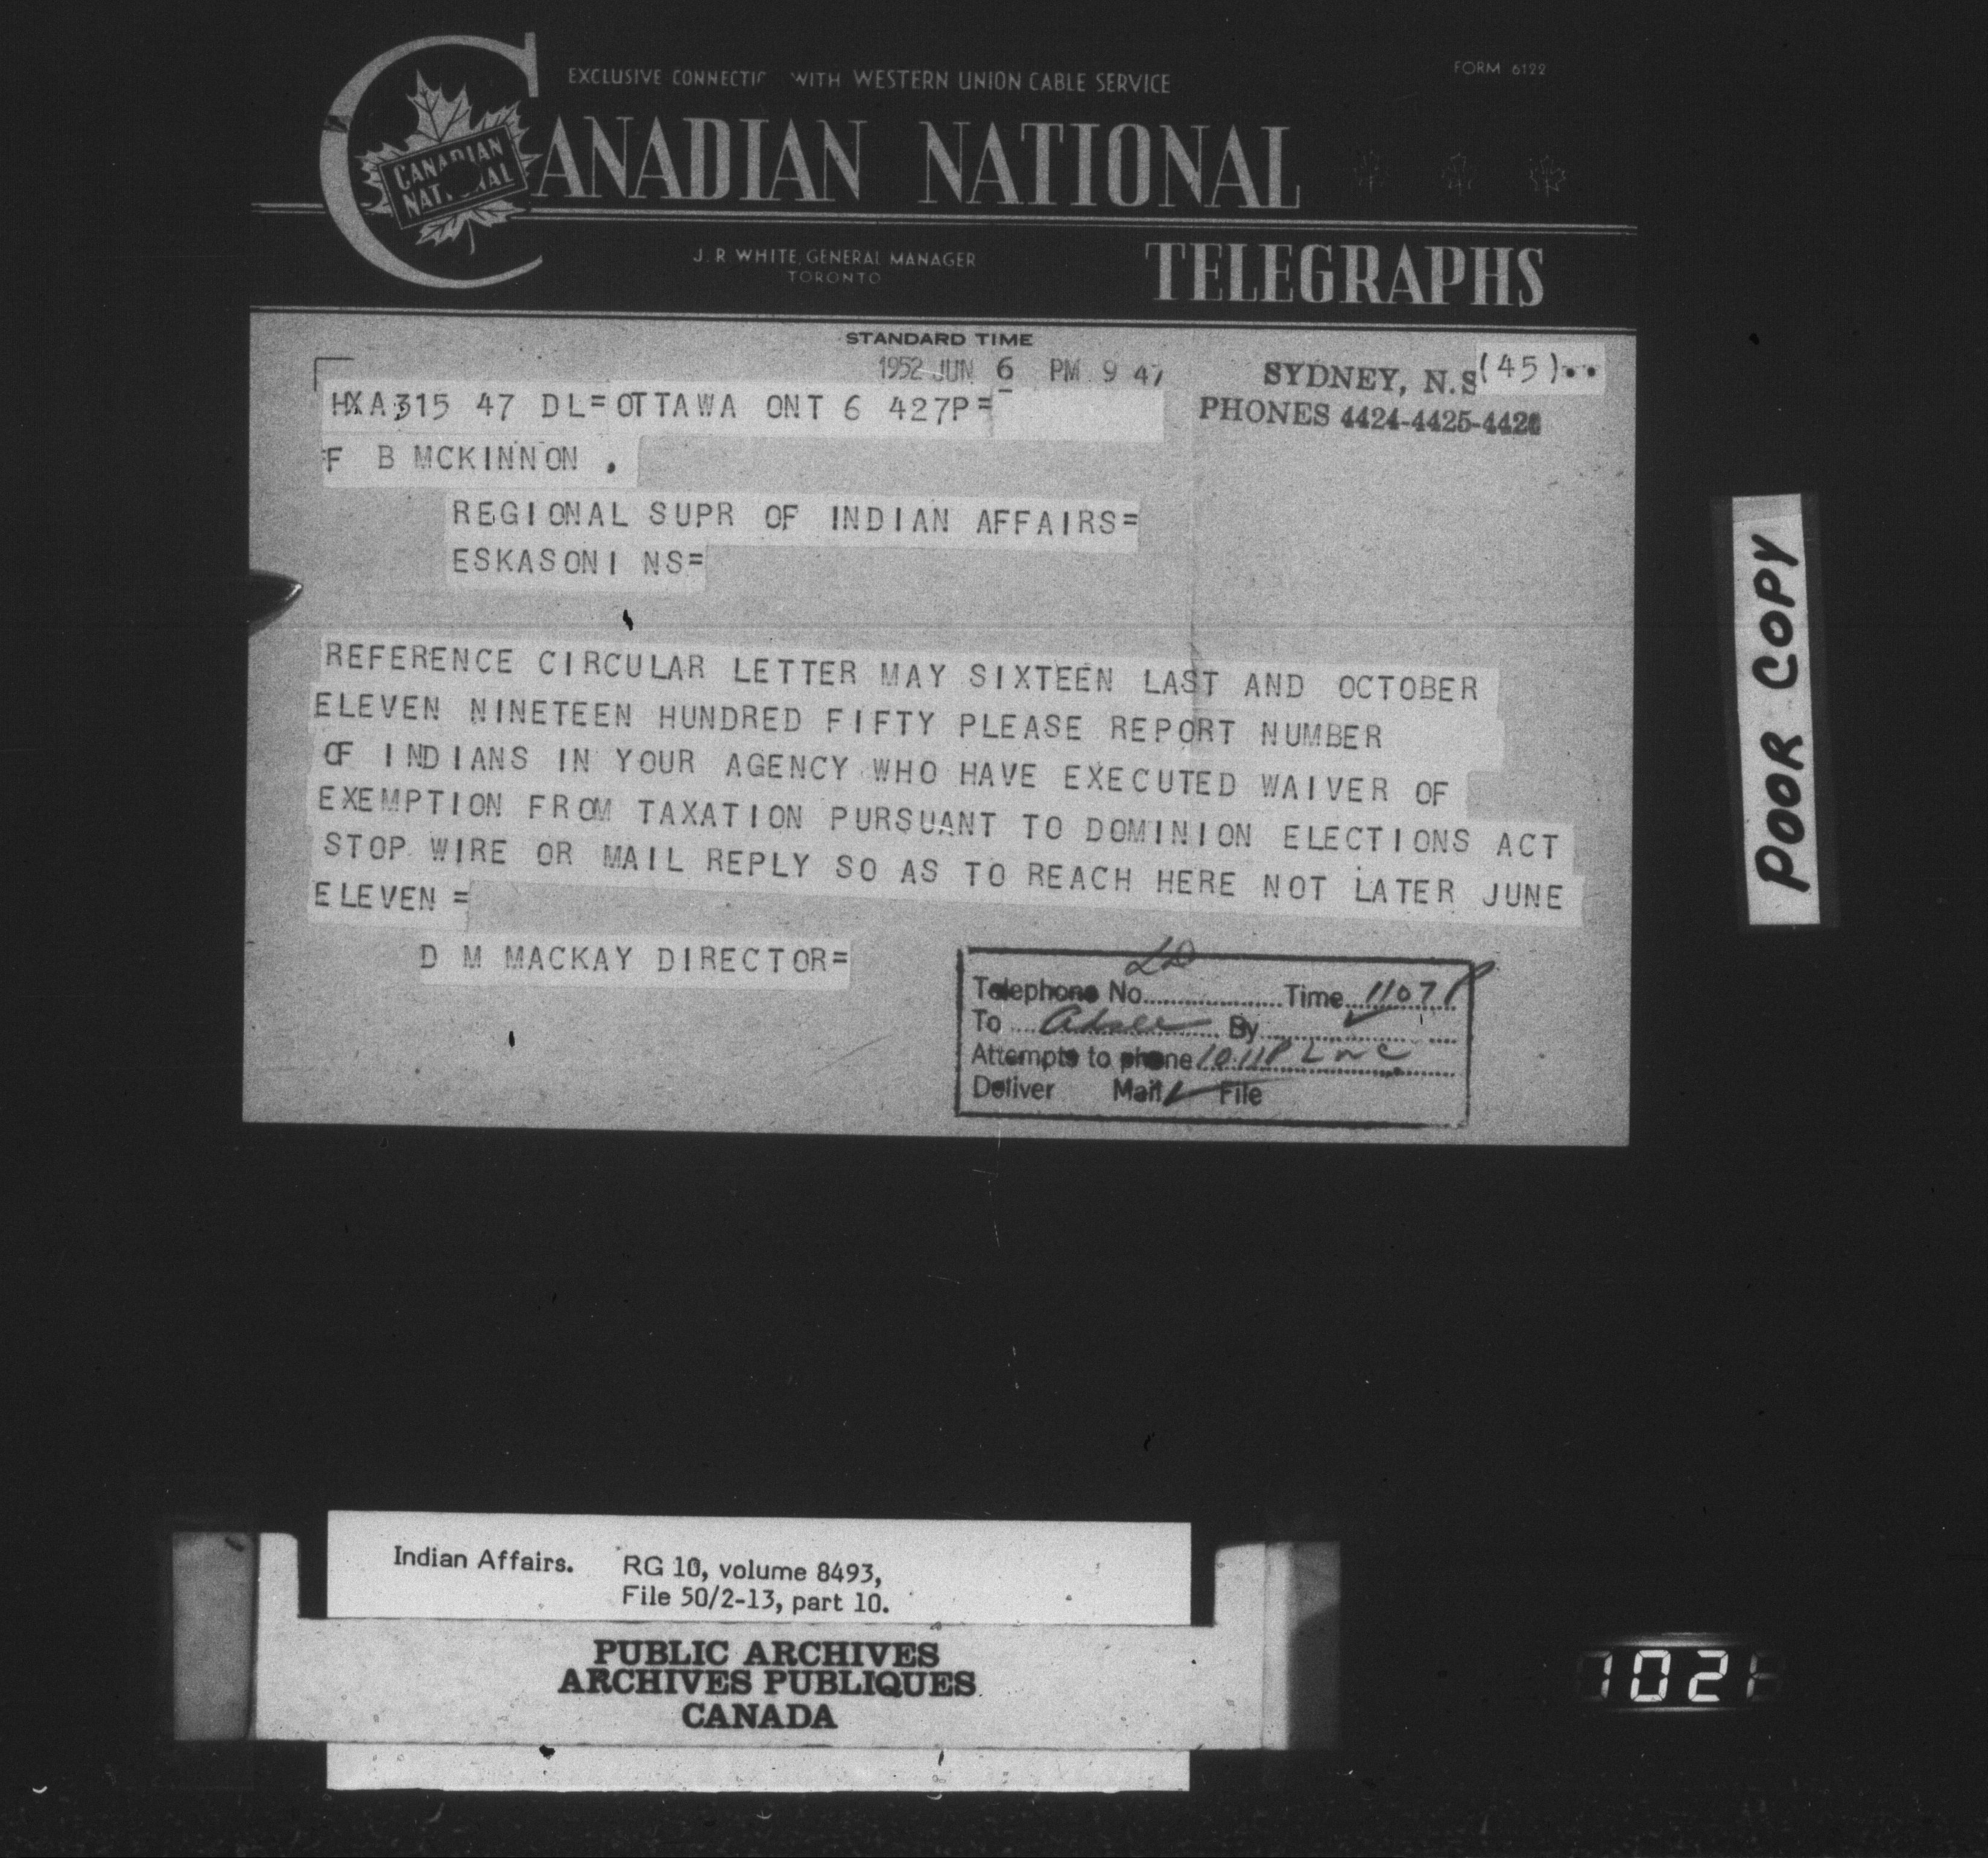 EXCLUSIVE CONNECTIO WITH WESTERN UNION CABLE SERVICE
FORM 6122
CANADIAN NATIONAL
CANADIAN
NATIONAL
J. R. WHITE, GENERAL MANAGER
TORONTO
TELEGRAPHS
STANDARD TIME
1952 JUN 6 PM 9 47
SYDNEY, N.S (45)..
HXA315 47 DL=OTTAWA ONT 6 427P=
PHONES 4424-4425-4426
F B MCKINNON .
REGIONAL SUPR OF INDIAN AFFAIRS=
ESKASONI NS=
REFERENCE CIRCULAR LETTER MAY SIXTEEN LAST AND OCTOBER
ELEVEN NINETEEN HUNDRED FIFTY PLEASE REPORT NUMBER
OF INDIANS IN YOUR AGENCY WHO HAVE EXECUTED WAIVER OF
EXEMPTION FROM TAXATION PURSUANT TO DOMINION ELECTIONS ACT
STOP WIRE OR MAIL REPLY SO AS TO REACH HERE NOT LATER JUNE
ELEVEN =
D M MACKAY DIRECTOR=
Telephone No. Time 1107P
To By
Attempts to phone 10.11P
Deliver Mail ✓ File
POOR COPY
Indian Affairs. RG 10, volume 8493,
File 50/2-13, part 10.
PUBLIC ARCHIVES
ARCHIVES PUBLIQUES
CANADA
1021